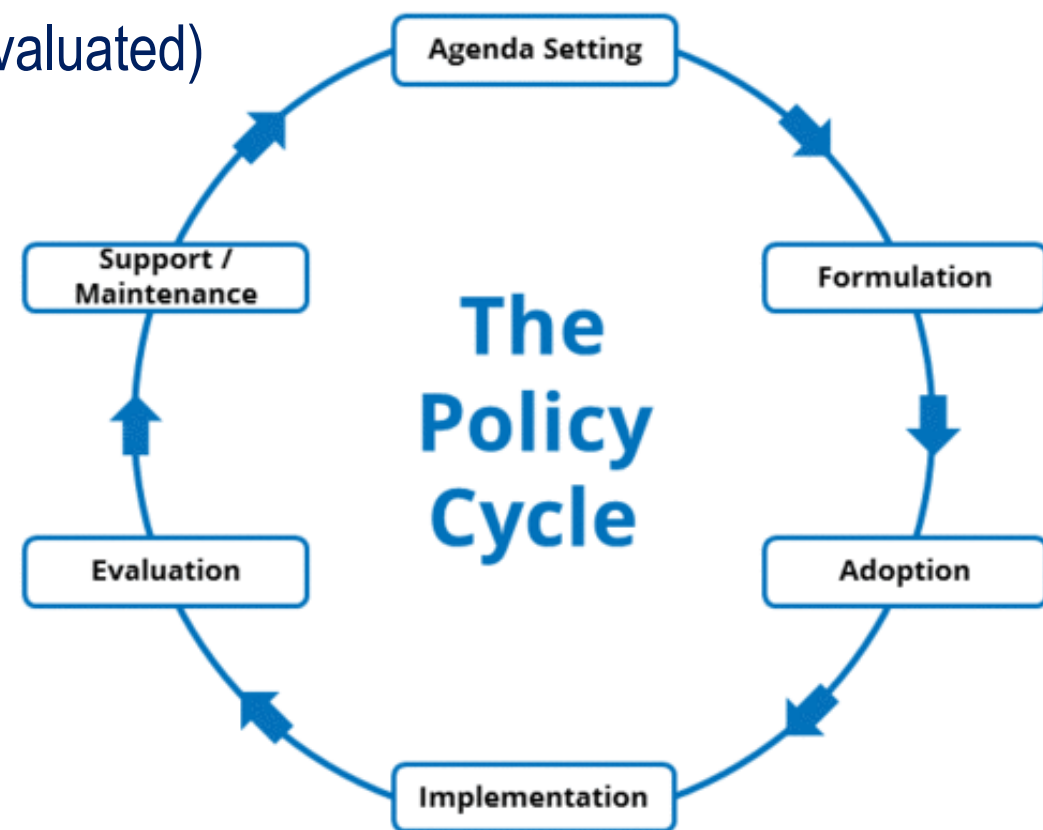 valuated)
Agenda Setting
Support /
Maintenance
Formulation
The
Policy
Cycle
Evaluation
Adoption
Implementation